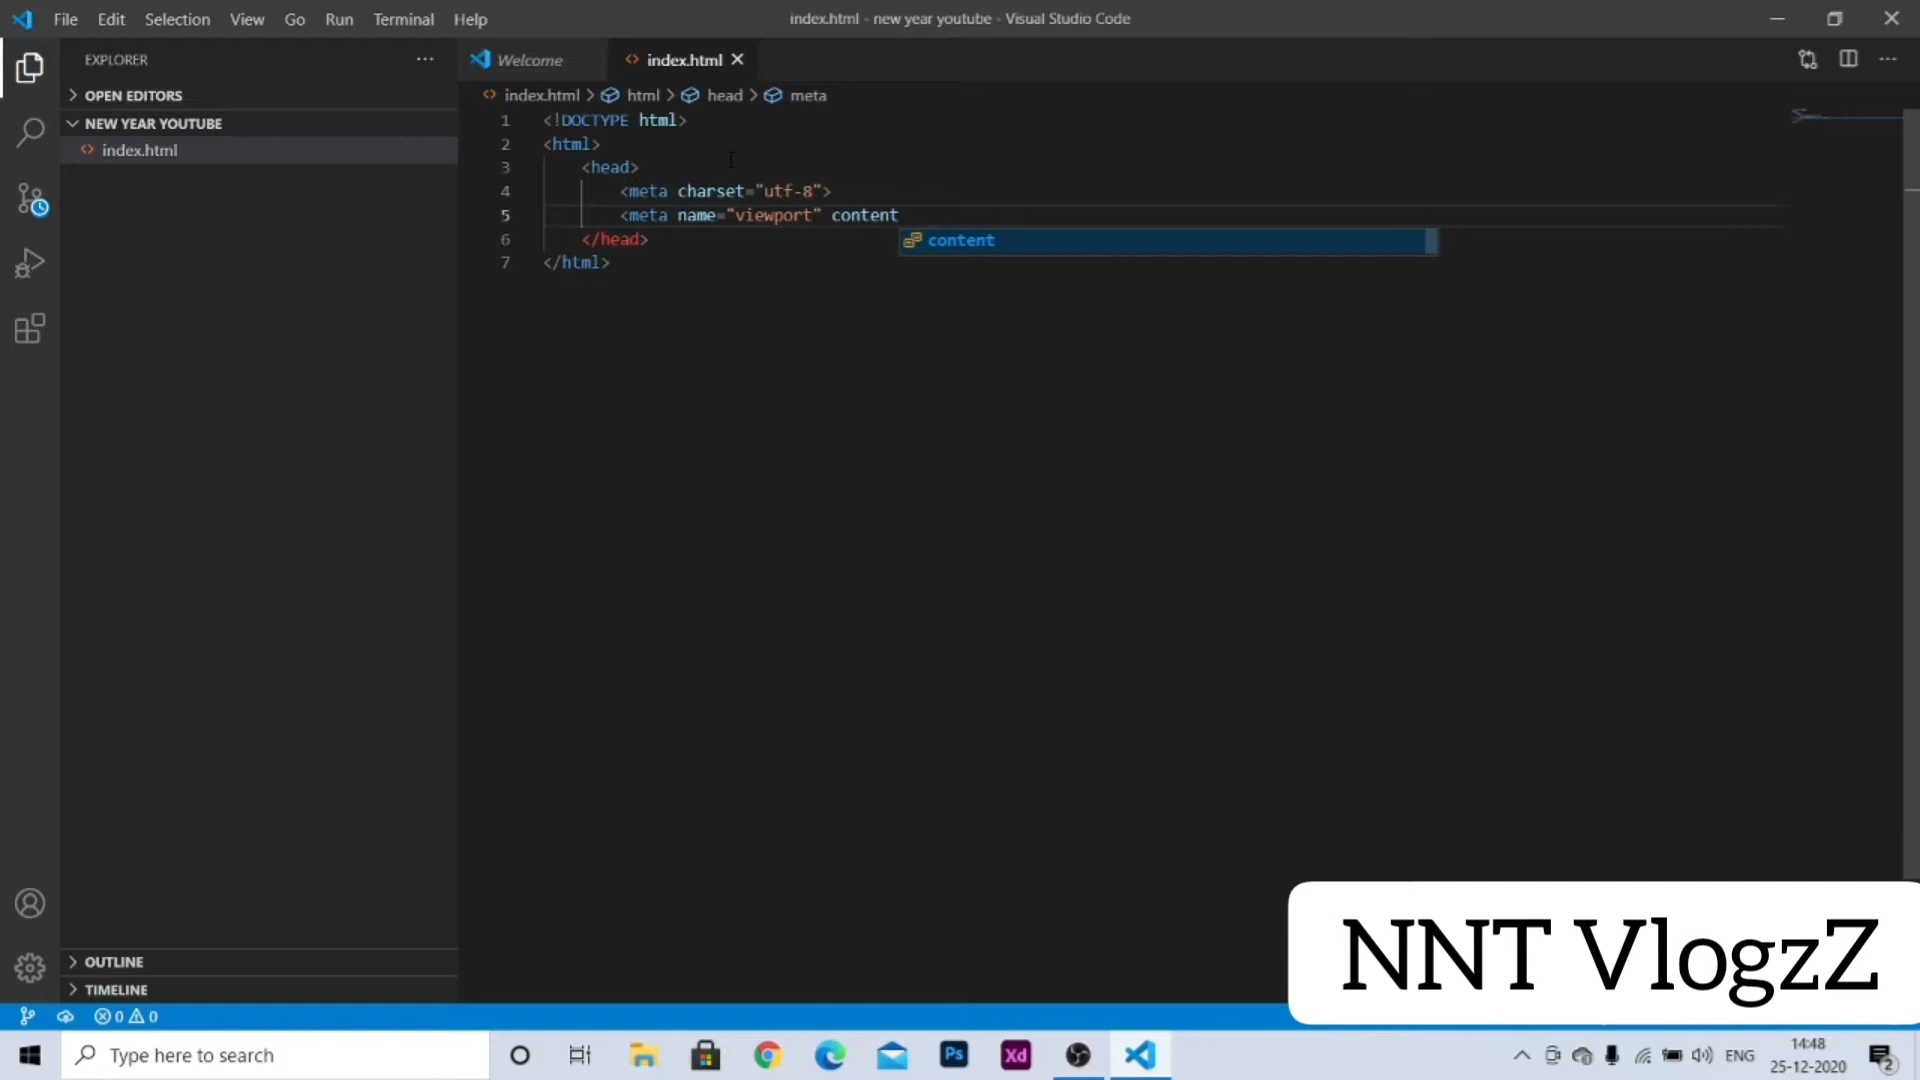 File Edit Selection View Go Run Terminal Help
index.html - new year youtube - Visual Studio Code
EXPLORER
Welcome
index.html
OPEN EDITORS
index.html > html > head > meta
NEW YEAR YOUTUBE
index.html
1 <!DOCTYPE html>
2 <html>
3 <head>
4 <meta charset="utf-8">
5 <meta name="viewport" content
6 </head>
content
7 </html>
NNT VlogzZ
OUTLINE
TIMELINE
0 0
Type here to search
Ps
Xd
ENG
14:48
25-12-2020
2